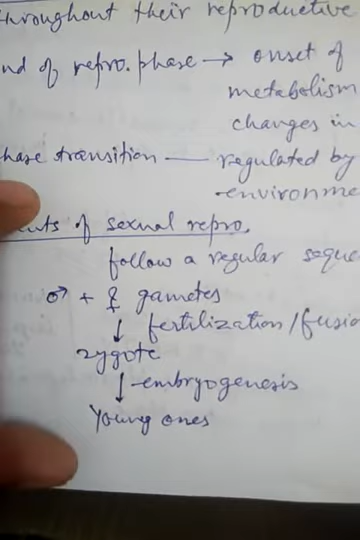 throughout their reproductive
nd of repro. phase → onset of
metabolism
changes in
hase transition — regulated by
environme
nts of sexual repro.
follow a regular seque
♂ + ♀ gametes
↓ fertilization/fusio
zygote
↓ embryogenesis
Young ones